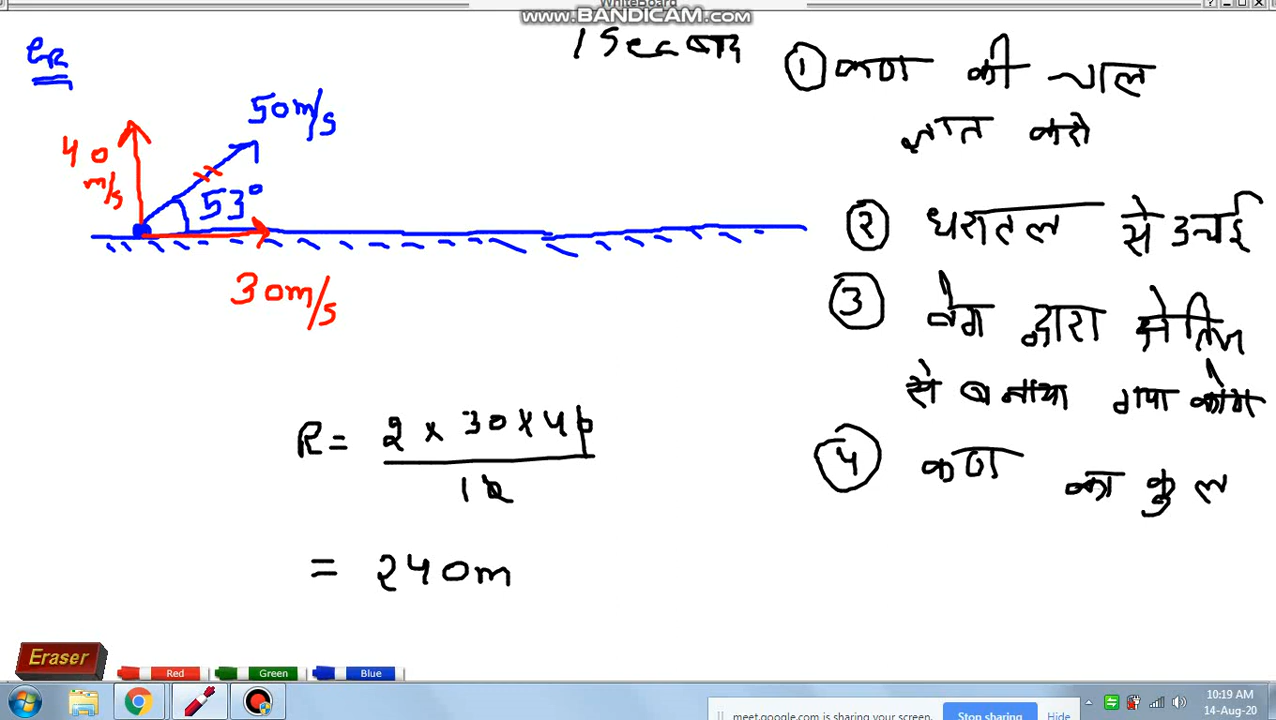 WhiteBoard
www.BANDICAM.com
1 Sec बाद
50m/s
40
m/s
53°
30m/s
R = 2 x 30 x 40
10
= 240m
① कण की चाल
ज्ञात करो
② धरातल से उचाई
③ वेग द्वारा क्षैतिज
से बनाया गया कोण
④ कण का कुल
Eraser
Red
Green
Blue
meet.google.com is sharing your screen.
Stop sharing
Hide
10:19 AM
14-Aug-20